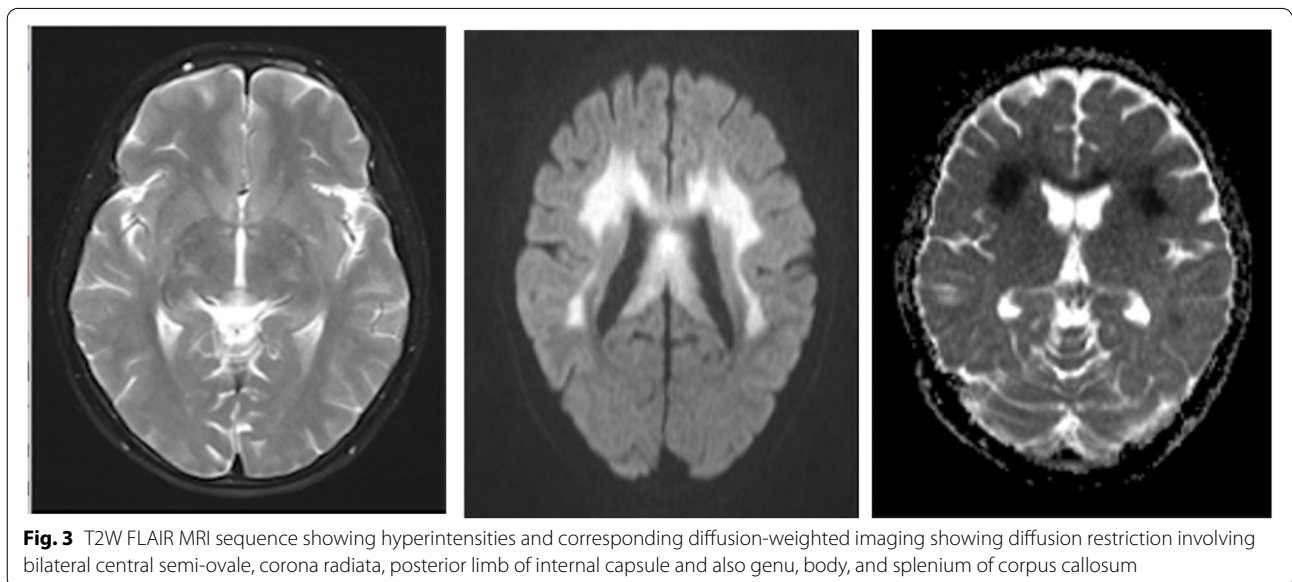 Fig. 3 T2W FLAIR MRI sequence showing hyperintensities and corresponding diffusion-weighted imaging showing diffusion restriction involving
bilateral central semi-ovale, corona radiata, posterior limb of internal capsule and also genu, body, and splenium of corpus callosum